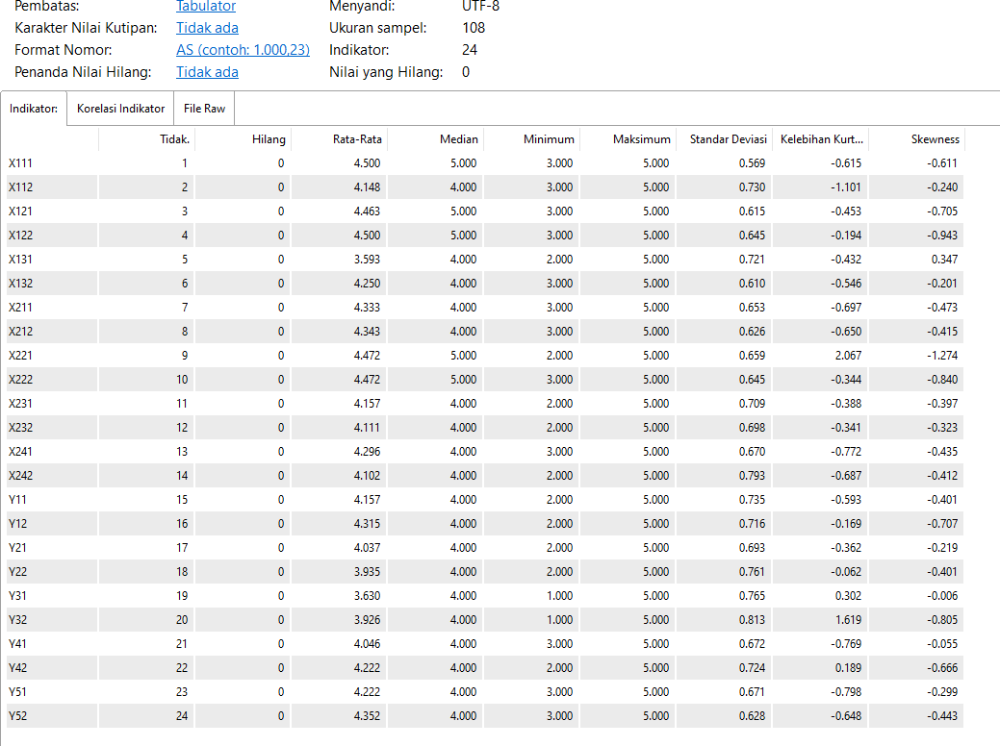 Pembatas: Tabulator Menyandi: UTF-8
Karakter Nilai Kutipan: Tidak ada Ukuran sampel: 108
Format Nomor: AS (contoh: 1.000,23) Indikator: 24
Penanda Nilai Hilang: Tidak ada Nilai yang Hilang: 0
Indikator: Korelasi Indikator File Raw
Tidak. Hilang Rata-Rata Median Minimum Maksimum Standar Deviasi Kelebihan Kurt... Skewness
X111 1 0 4.500 5.000 3.000 5.000 0.569 -0.615 -0.611
X112 2 0 4.148 4.000 3.000 5.000 0.730 -1.101 -0.240
X121 3 0 4.463 5.000 3.000 5.000 0.615 -0.453 -0.705
X122 4 0 4.500 5.000 3.000 5.000 0.645 -0.194 -0.943
X131 5 0 3.593 4.000 2.000 5.000 0.721 -0.432 0.347
X132 6 0 4.250 4.000 3.000 5.000 0.610 -0.546 -0.201
X211 7 0 4.333 4.000 3.000 5.000 0.653 -0.697 -0.473
X212 8 0 4.343 4.000 3.000 5.000 0.626 -0.650 -0.415
X221 9 0 4.472 5.000 2.000 5.000 0.659 2.067 -1.274
X222 10 0 4.472 5.000 3.000 5.000 0.645 -0.344 -0.840
X231 11 0 4.157 4.000 2.000 5.000 0.709 -0.388 -0.397
X232 12 0 4.111 4.000 2.000 5.000 0.698 -0.341 -0.323
X241 13 0 4.296 4.000 3.000 5.000 0.670 -0.772 -0.435
X242 14 0 4.102 4.000 2.000 5.000 0.793 -0.687 -0.412
Y11 15 0 4.157 4.000 2.000 5.000 0.735 -0.593 -0.401
Y12 16 0 4.315 4.000 2.000 5.000 0.716 -0.169 -0.707
Y21 17 0 4.037 4.000 2.000 5.000 0.693 -0.362 -0.219
Y22 18 0 3.935 4.000 2.000 5.000 0.761 -0.062 -0.401
Y31 19 0 3.630 4.000 1.000 5.000 0.765 0.302 -0.006
Y32 20 0 3.926 4.000 1.000 5.000 0.813 1.619 -0.805
Y41 21 0 4.046 4.000 3.000 5.000 0.672 -0.769 -0.055
Y42 22 0 4.222 4.000 2.000 5.000 0.724 0.189 -0.666
Y51 23 0 4.222 4.000 3.000 5.000 0.671 -0.798 -0.299
Y52 24 0 4.352 4.000 3.000 5.000 0.628 -0.648 -0.443